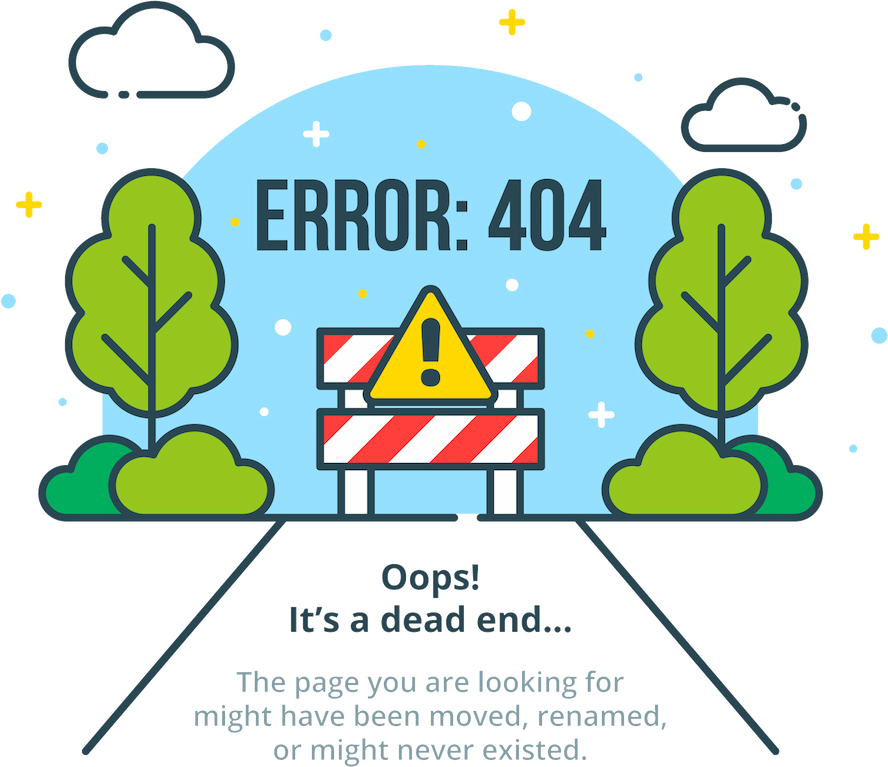 ERROR: 404
!
Oops!
It’s a dead end...
The page you are looking for
might have been moved, renamed,
or might never existed.